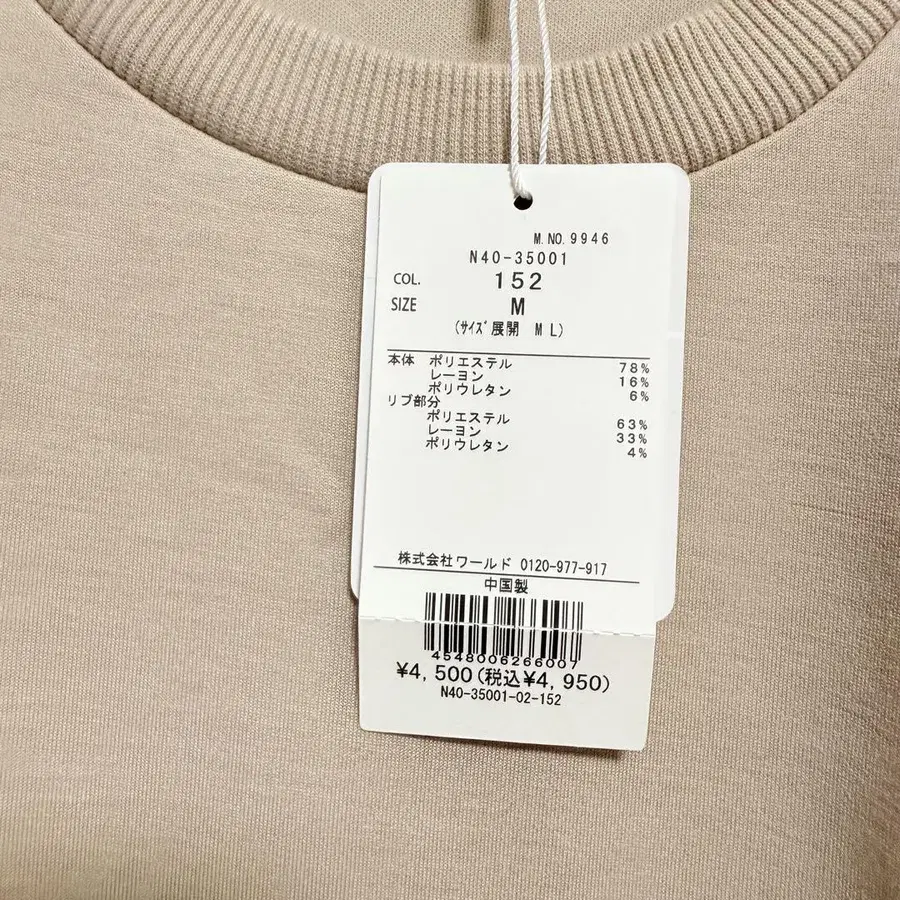 M.NO.9946
N40-35001
COL. 152
SIZE M
(ｻｲｽﾞ展開 M L)
本体 ポリエステル 78%
レーヨン 16%
ポリウレタン 6%
リブ部分
ポリエステル 63%
レーヨン 33%
ポリウレタン 4%
株式会社ワールド 0120-977-917
中国製
4548006266007
¥4,500(税込¥4,950)
N40-35001-02-152